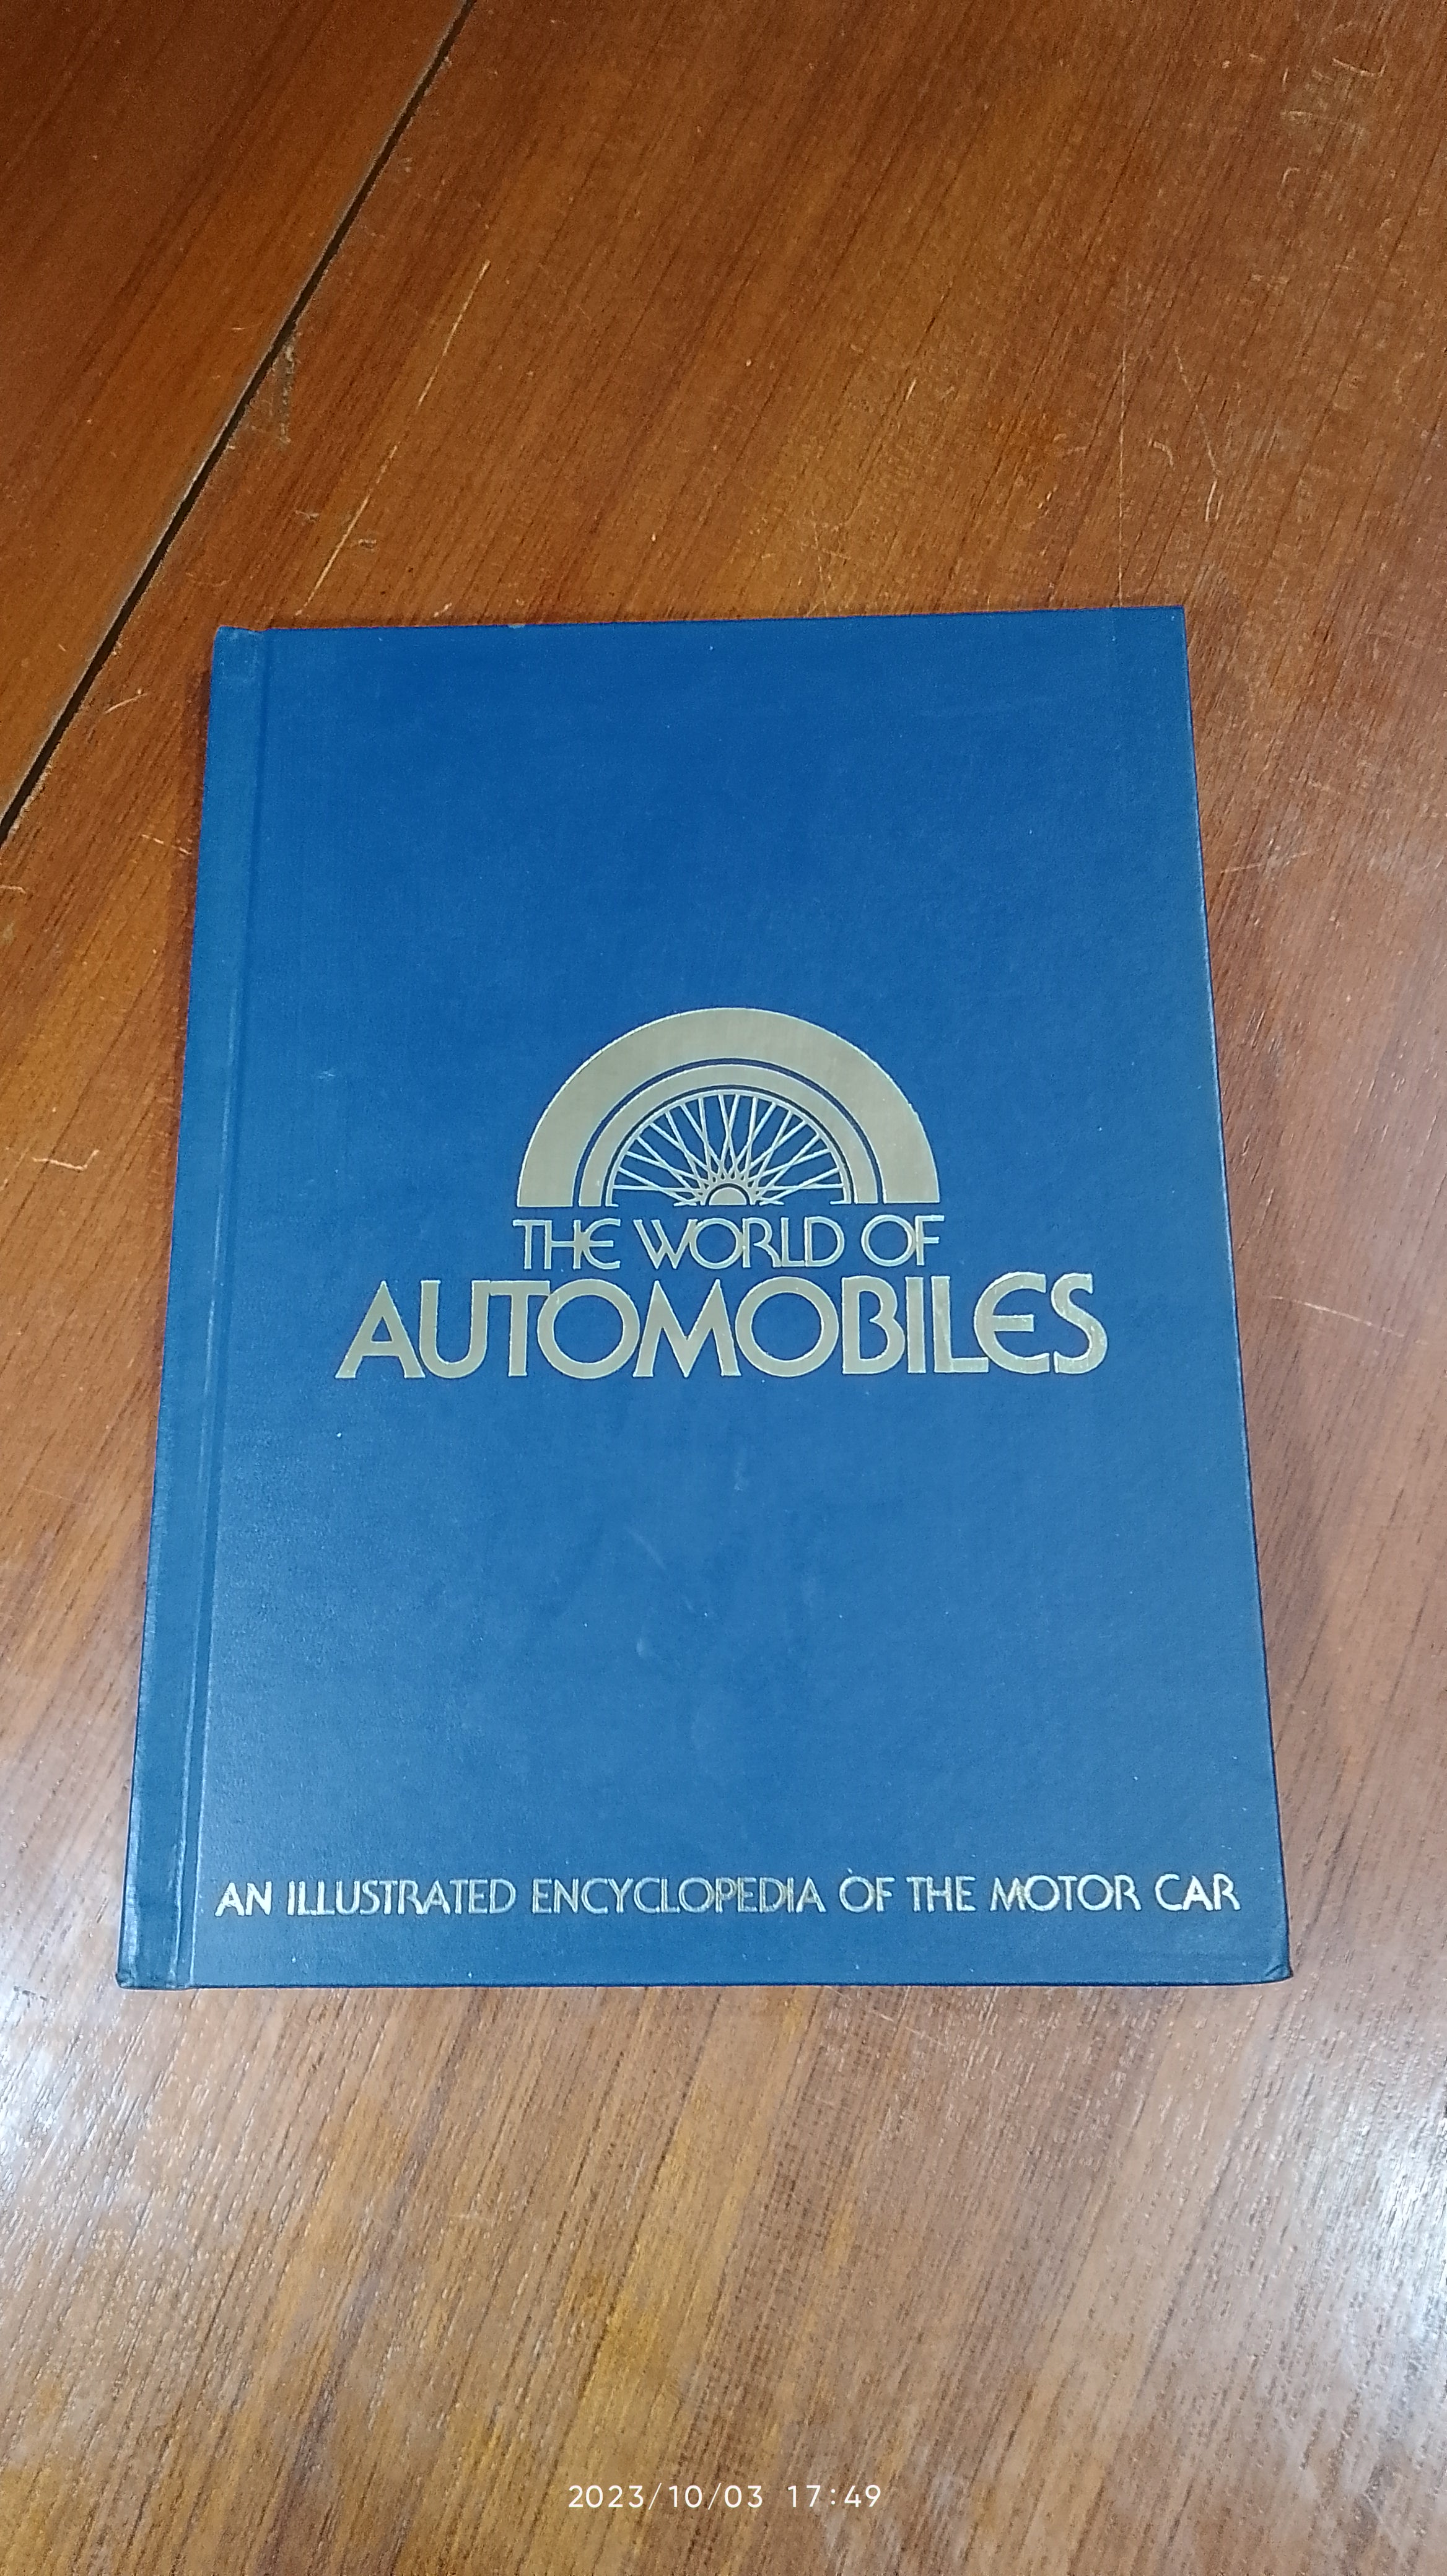 THE WORLD OF
AUTOMOBILES
AN ILLUSTRATED ENCYCLOPEDIA OF THE MOTOR CAR
2023/10/03 17:49